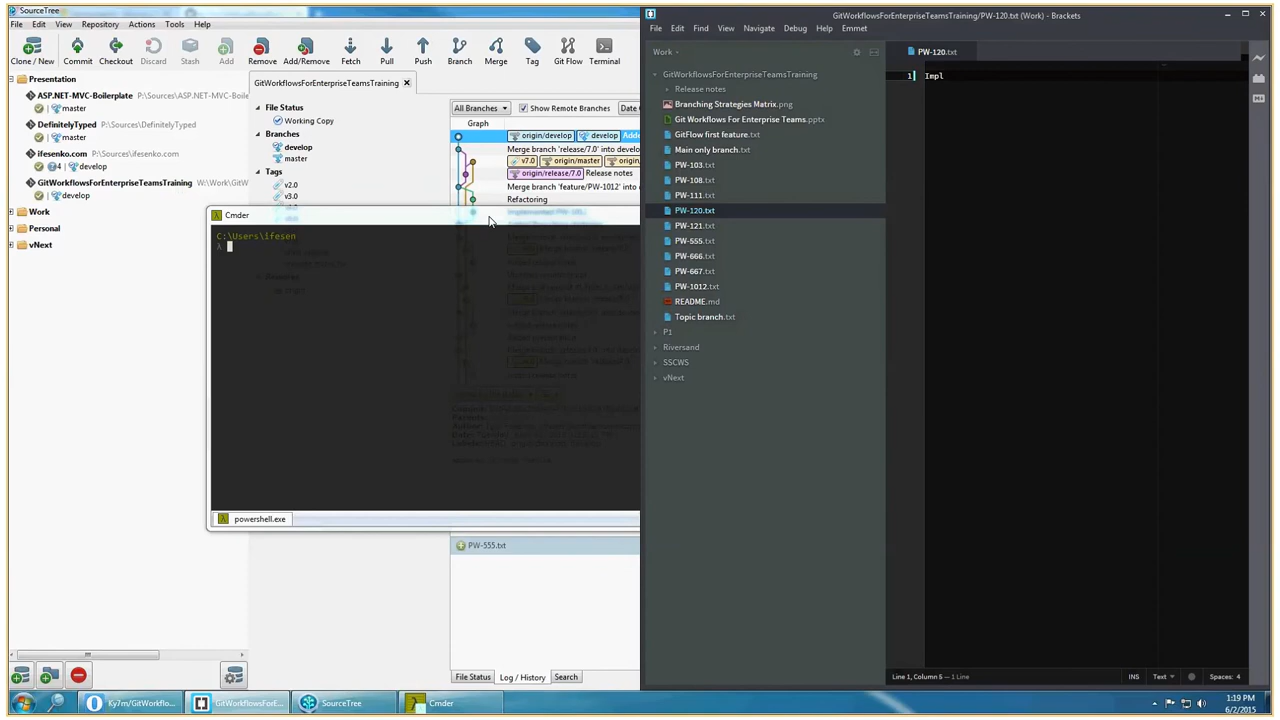 SourceTree
File Edit View Repository Actions Tools Help
Clone / New Commit Checkout Discard Stash Add Remove Add/Remove Fetch Pull Push Branch Merge Tag Git Flow Terminal
Presentation
ASP.NET-MVC-Boilerplate P:\Sources\ASP.NET-MVC-Boile
master
DefinitelyTyped P:\Sources\DefinitelyTyped
master
ifesenko.com P:\Sources\ifesenko.com
4 develop
GitWorkflowsForEnterpriseTeamsTraining W:\Work\GitW
develop
Work
Personal
vNext
GitWorkflowsForEnterpriseTeamsTraining
File Status
Working Copy
Branches
develop
master
Tags
v2.0
v3.0
All Branches Show Remote Branches Date O
Graph
origin/develop develop Adde
Merge branch 'release/7.0' into develo
v7.0 origin/master origin/
origin/release/7.0 Release notes
Merge branch 'feature/PW-1012' into d
Refactoring
Cmder
C:\Users\ifesen
λ
powershell.exe
PW-555.txt
File Status Log / History Search
GitWorkflowsForEnterpriseTeamsTraining/PW-120.txt (Work) - Brackets
File Edit Find View Navigate Debug Help Emmet
Work
GitWorkflowsForEnterpriseTeamsTraining
Release notes
Branching Strategies Matrix.png
Git Workflows For Enterprise Teams.pptx
GitFlow first feature.txt
Main only branch.txt
PW-103.txt
PW-108.txt
PW-111.txt
PW-120.txt
PW-121.txt
PW-555.txt
PW-666.txt
PW-667.txt
PW-1012.txt
README.md
Topic branch.txt
P1
Riversand
SSCWS
vNext
PW-120.txt
1 Impl
Line 1, Column 5 — 1 Line INS Text Spaces: 4
Ky7m/GitWorkflo... GitWorkflowsForE... SourceTree Cmder
1:19 PM
6/2/2015